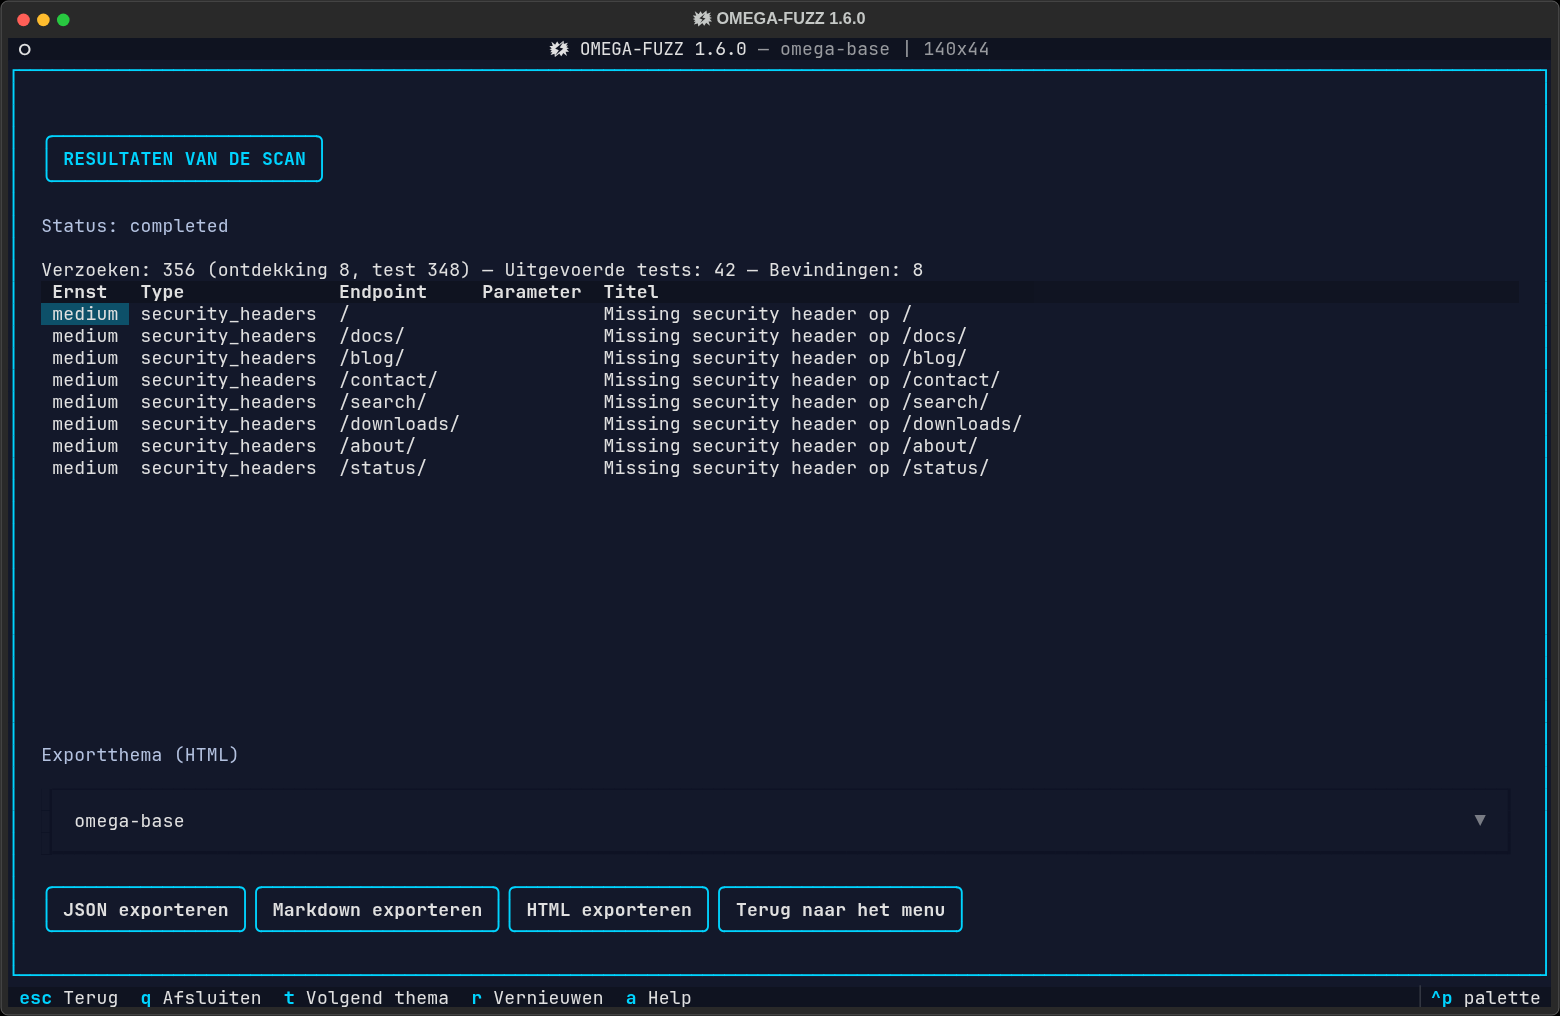 OMEGA-FUZZ 1.6.0
OMEGA-FUZZ 1.6.0 — omega-base | 140x44
RESULTATEN VAN DE SCAN
Status: completed
Verzoeken: 356 (ontdekking 8, test 348) — Uitgevoerde tests: 42 — Bevindingen: 8
Ernst Type Endpoint Parameter Titel
medium security_headers / Missing security header op /
medium security_headers /docs/ Missing security header op /docs/
medium security_headers /blog/ Missing security header op /blog/
medium security_headers /contact/ Missing security header op /contact/
medium security_headers /search/ Missing security header op /search/
medium security_headers /downloads/ Missing security header op /downloads/
medium security_headers /about/ Missing security header op /about/
medium security_headers /status/ Missing security header op /status/
Exportthema (HTML)
omega-base ▼
JSON exporteren Markdown exporteren HTML exporteren Terug naar het menu
esc Terug q Afsluiten t Volgend thema r Vernieuwen a Help ^p palette